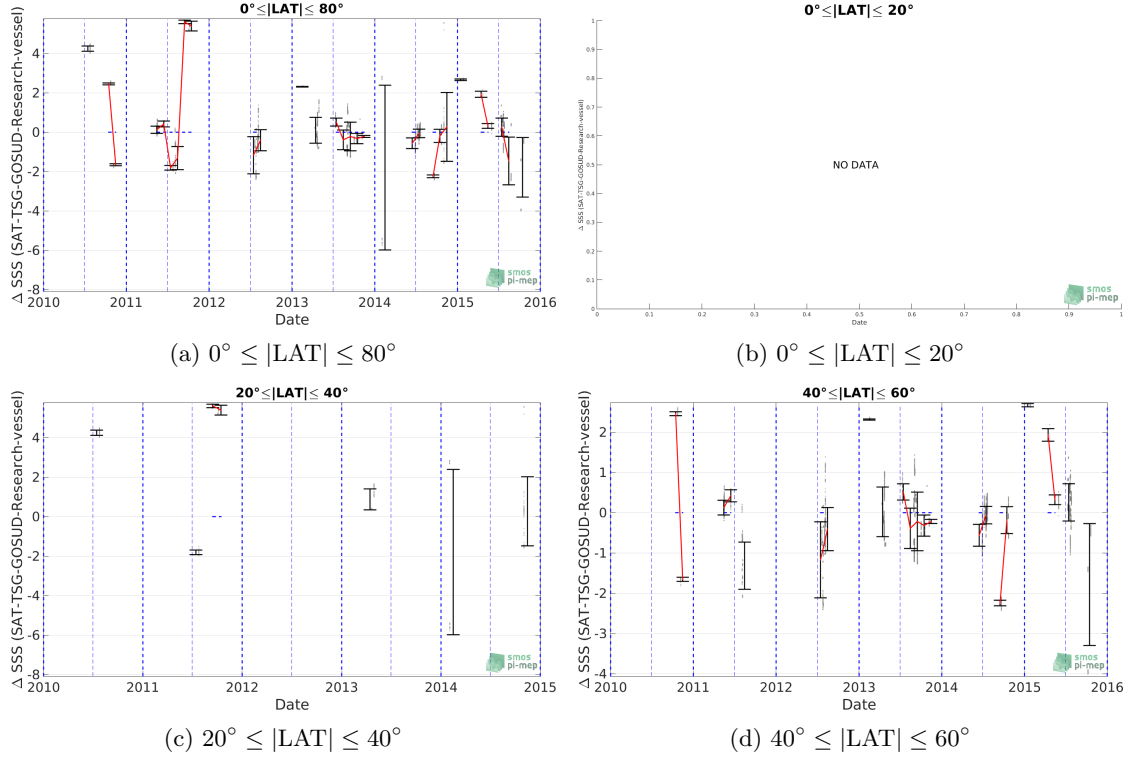 0°≤|LAT|≤ 80°
Δ SSS (SAT-TSG-GOSUD-Research-vessel)
4
2
0
-2
-4
-6
-8
2010 2011 2012 2013 2014 2015 2016
Date
smos
pi-mep
(a) 0° ≤ |LAT| ≤ 80°
0°≤|LAT|≤ 20°
Δ SSS (SAT-TSG-GOSUD-Research-vessel)
1
0.9
0.8
0.7
0.6
0.5
0.4
0.3
0.2
0.1
0
NO DATA
0 0.1 0.2 0.3 0.4 0.5 0.6 0.7 0.8 0.9 1
Date
smos
pi-mep
(b) 0° ≤ |LAT| ≤ 20°
20°≤|LAT|≤ 40°
Δ SSS (SAT-TSG-GOSUD-Research-vessel)
4
2
0
-2
-4
-6
-8
2010 2011 2012 2013 2014 2015
Date
smos
pi-mep
(c) 20° ≤ |LAT| ≤ 40°
40°≤|LAT|≤ 60°
Δ SSS (SAT-TSG-GOSUD-Research-vessel)
2
1
0
-1
-2
-3
-4
2010 2011 2012 2013 2014 2015 2016
Date
smos
pi-mep
(d) 40° ≤ |LAT| ≤ 60°